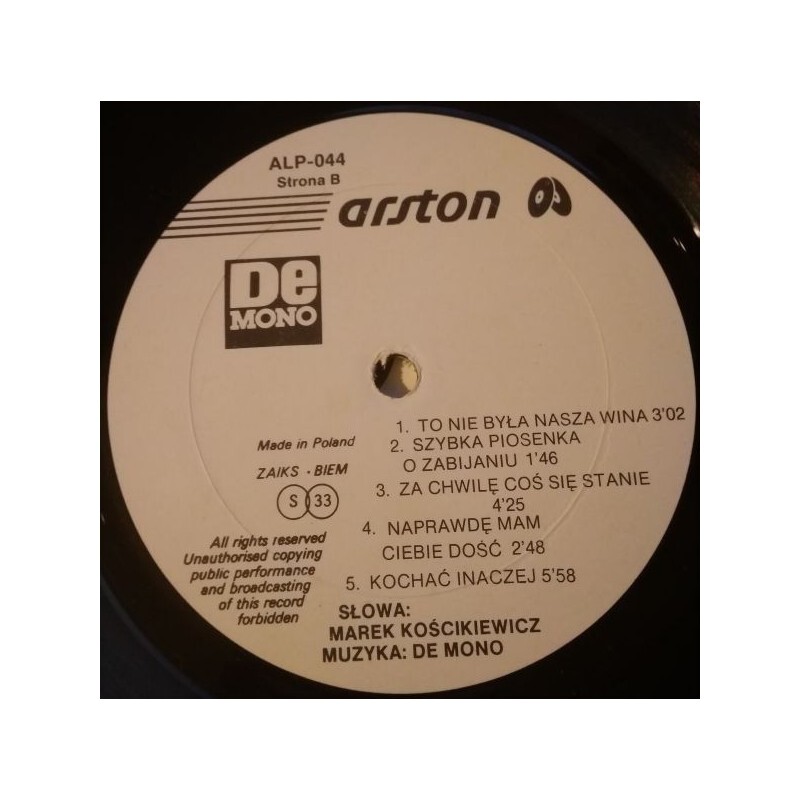 ALP-044
Strona B
arston
De
MONO
1. TO NIE BYŁA NASZA WINA 3'02
2. SZYBKA PIOSENKA
O ZABIJANIU 1'46
3. ZA CHWILĘ COŚ SIĘ STANIE
4'25
4. NAPRAWDĘ MAM
CIEBIE DOŚĆ 2'48
5. KOCHAĆ INACZEJ 5'58
Made in Poland
ZAIKS · BIEM
S 33
All rights reserved
Unauthorised copying
public performance
and broadcasting
of this record
forbidden
SŁOWA:
MAREK KOŚCIKIEWICZ
MUZYKA: DE MONO